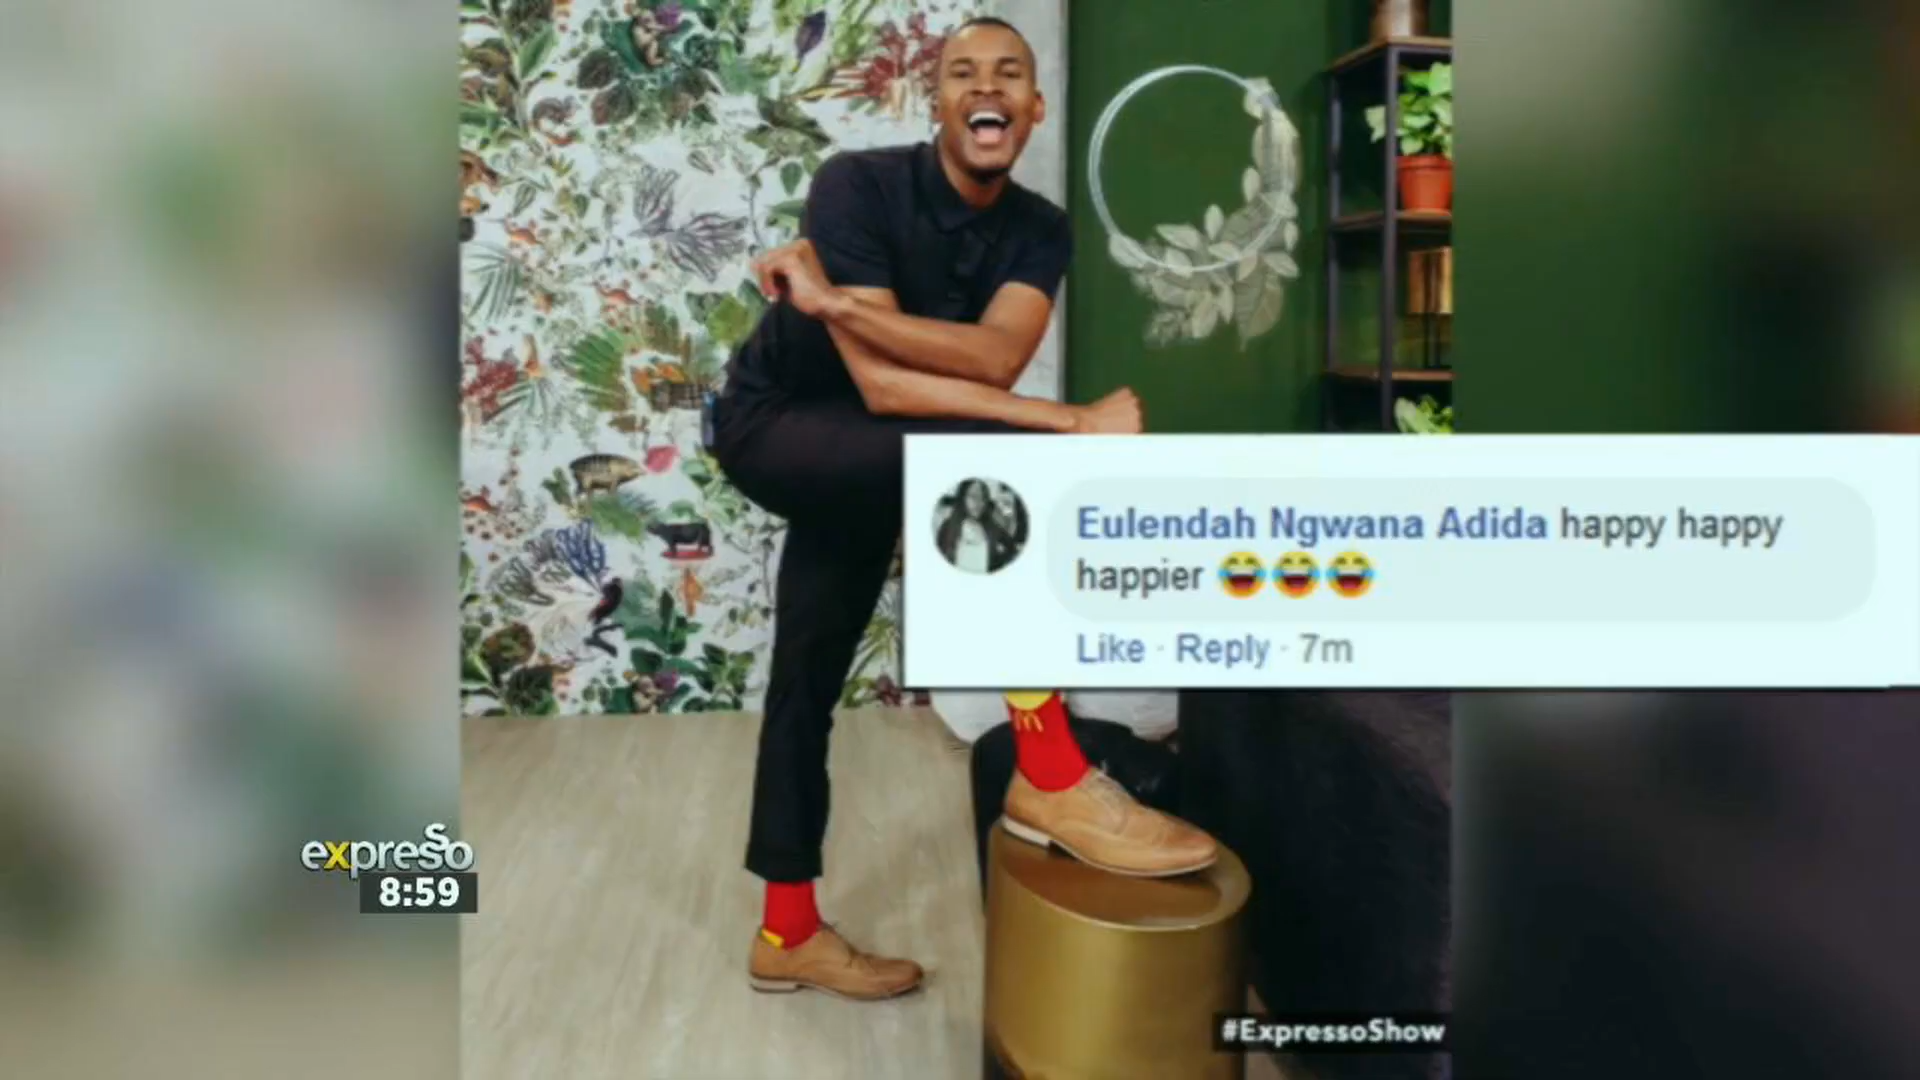 Eulendah Ngwana Adida happy happy
happier 😂😂😂
Like · Reply · 7m
expresso
8:59
#ExpressoShow